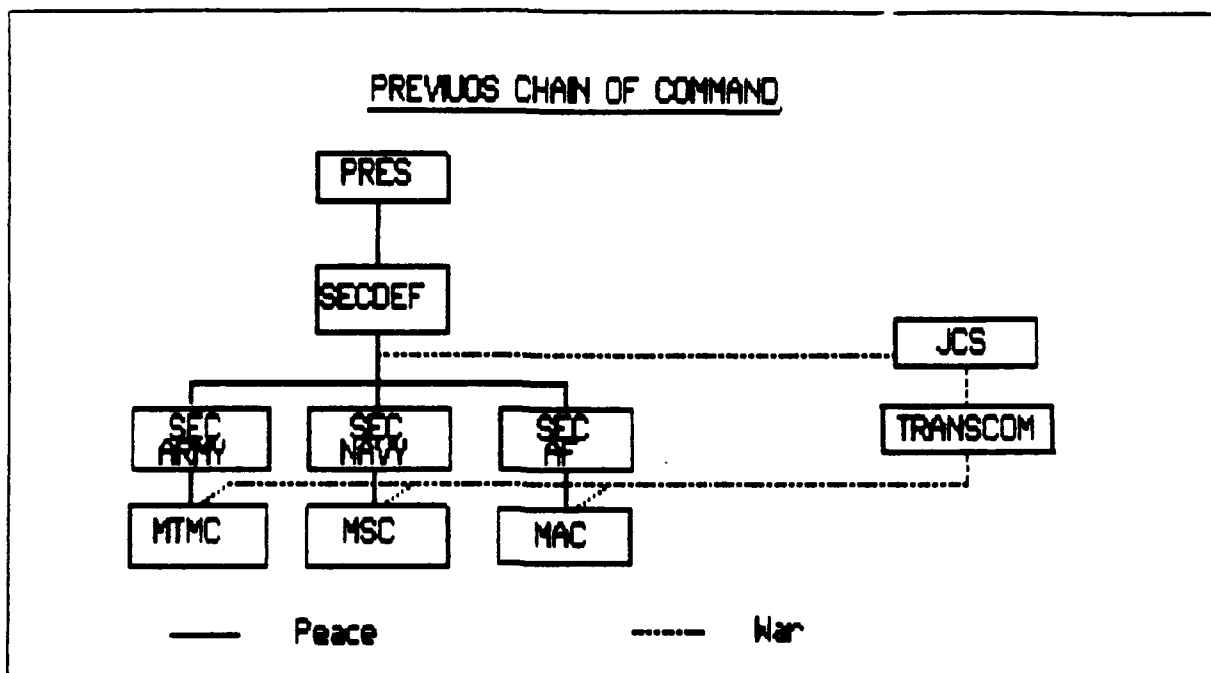 PREVIUOS CHAIN OF COMMAND
PRES
SECDEF
JCS
SEC
ARMY
SEC
NAVY
SEC
AF
TRANSCOM
MTMC
MSC
MAC
Peace
War